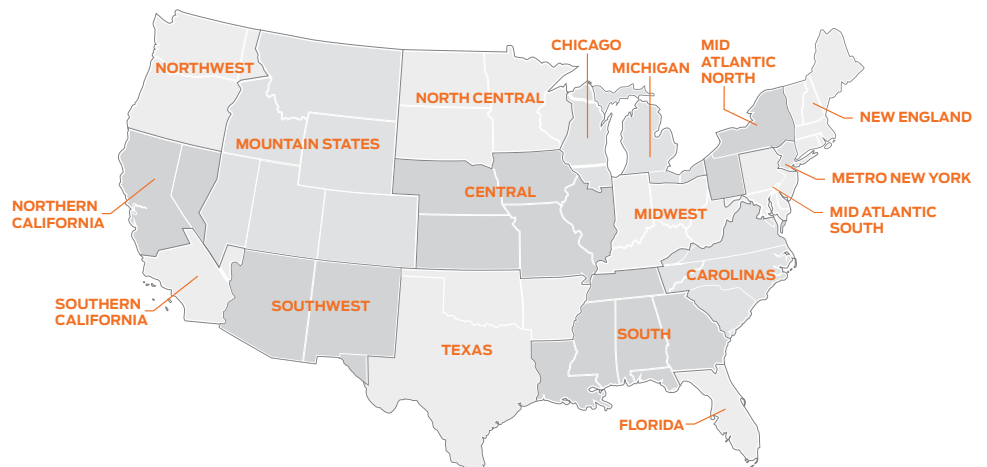 CHICAGO
MID
ATLANTIC
NORTH
MICHIGAN
NORTHWEST
NORTH CENTRAL
NEW ENGLAND
MOUNTAIN STATES
METRO NEW YORK
CENTRAL
NORTHERN
CALIFORNIA
MIDWEST
MID ATLANTIC
SOUTH
CAROLINAS
SOUTHERN
CALIFORNIA
SOUTHWEST
SOUTH
TEXAS
FLORIDA